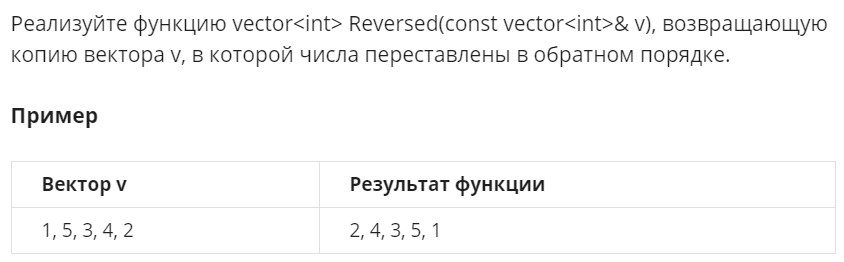 Реализуйте функцию vector<int> Reversed(const vector<int>& v), возвращающую
копию вектора v, в которой числа переставлены в обратном порядке.
Пример
Вектор v Результат функции
1, 5, 3, 4, 2 2, 4, 3, 5, 1